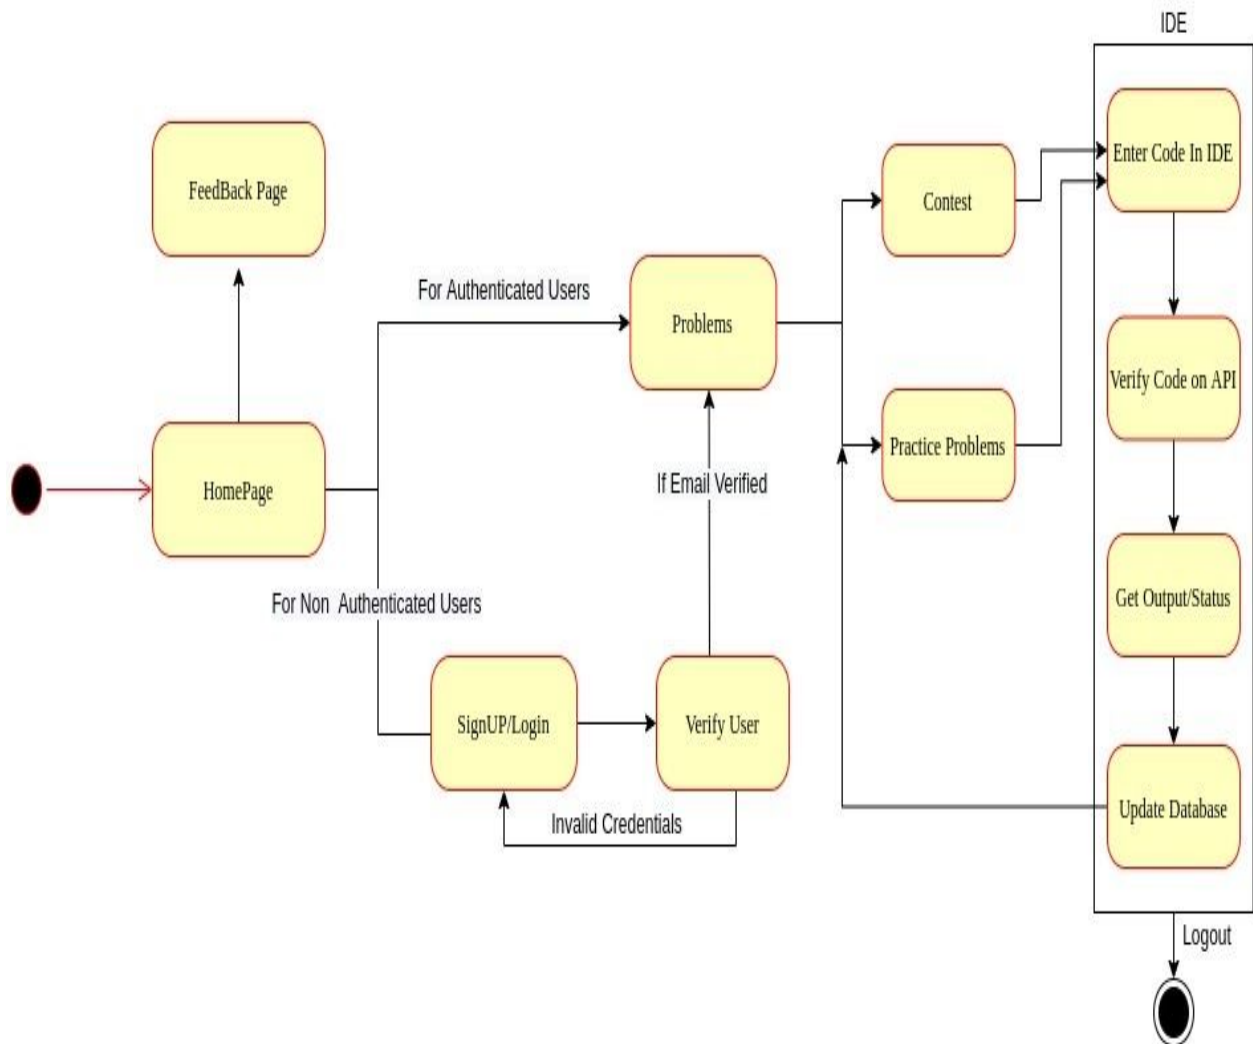 IDE
FeedBack Page
Contest
Enter Code In IDE
For Authenticated Users
Problems
Verify Code on API
Practice Problems
HomePage
If Email Verified
For Non  Authenticated Users
Get Output/Status
SignUP/Login
Verify User
Invalid Credentials
Update Database
Logout